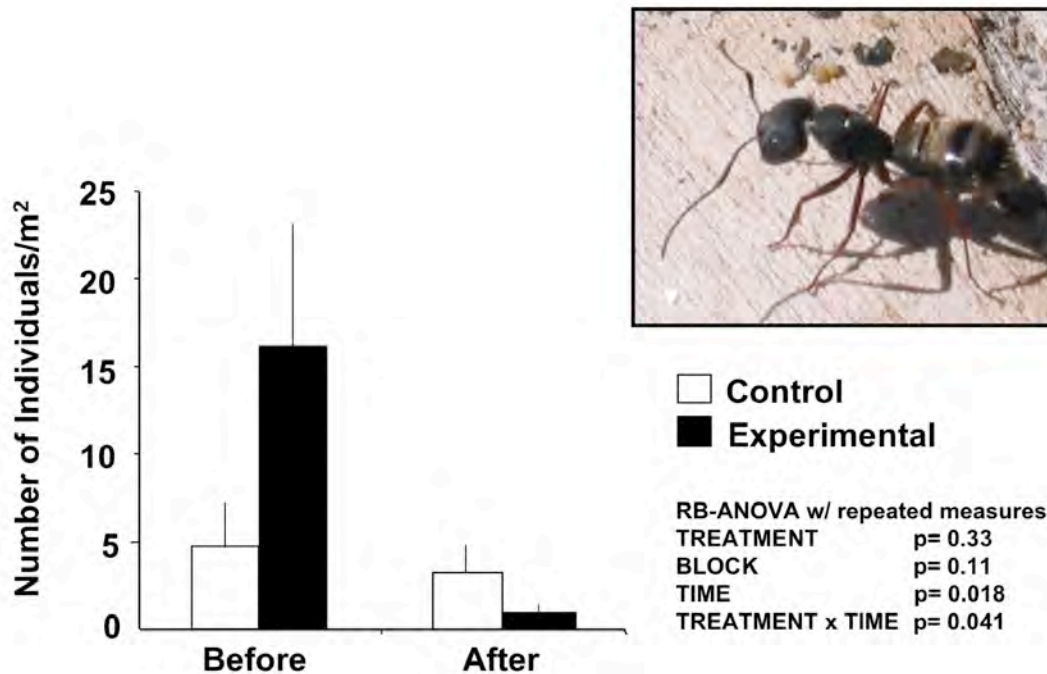 Number of Individuals/m²
25
20
15
10
5
0
Before After
Control
Experimental
RB-ANOVA w/ repeated measures
TREATMENT p= 0.33
BLOCK p= 0.11
TIME p= 0.018
TREATMENT x TIME p= 0.041